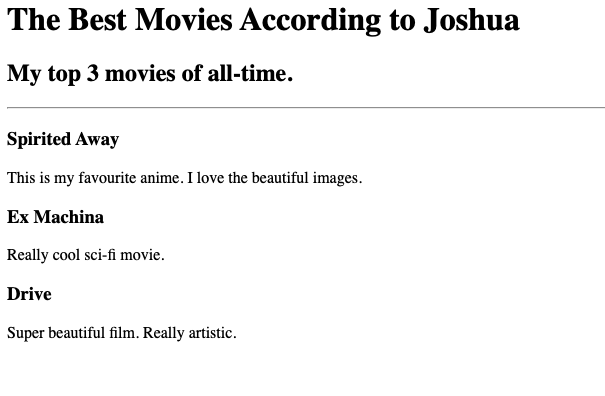 The Best Movies According to Joshua
My top 3 movies of all-time.
Spirited Away
This is my favourite anime. I love the beautiful images.
Ex Machina
Really cool sci-fi movie.
Drive
Super beautiful film. Really artistic.